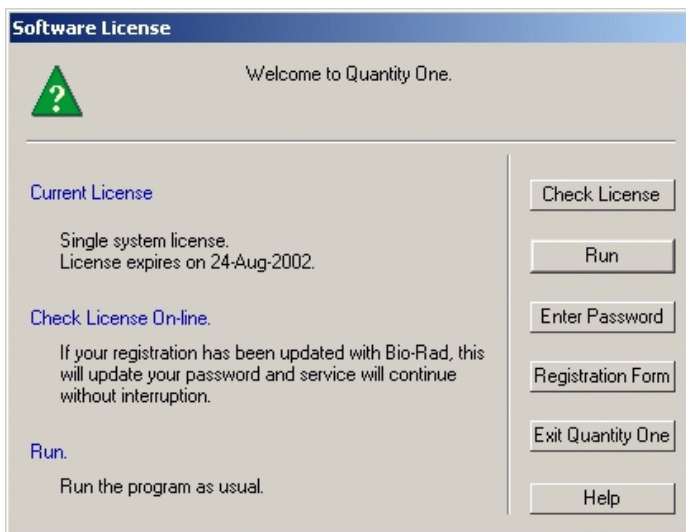 Software License
?
Welcome to Quantity One.
Current License
Single system license.
License expires on 24-Aug-2002.
Check License On-line.
If your registration has been updated with Bio-Rad, this
will update your password and service will continue
without interruption.
Run.
Run the program as usual.
Check License
Run
Enter Password
Registration Form
Exit Quantity One
Help